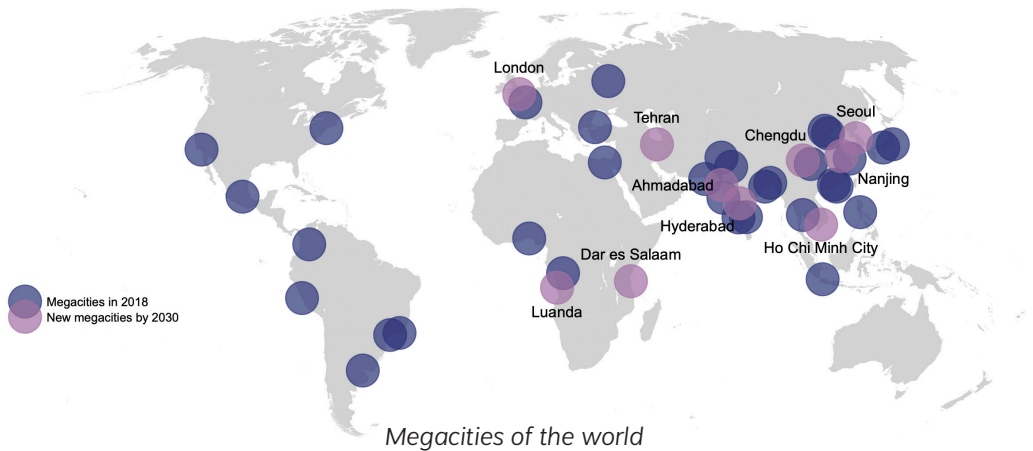 London
Seoul
Tehran
Chengdu
Nanjing
Ahmadabad
Hyderabad
Ho Chi Minh City
Dar es Salaam
Luanda
Megacities in 2018
New megacities by 2030
Megacities of the world